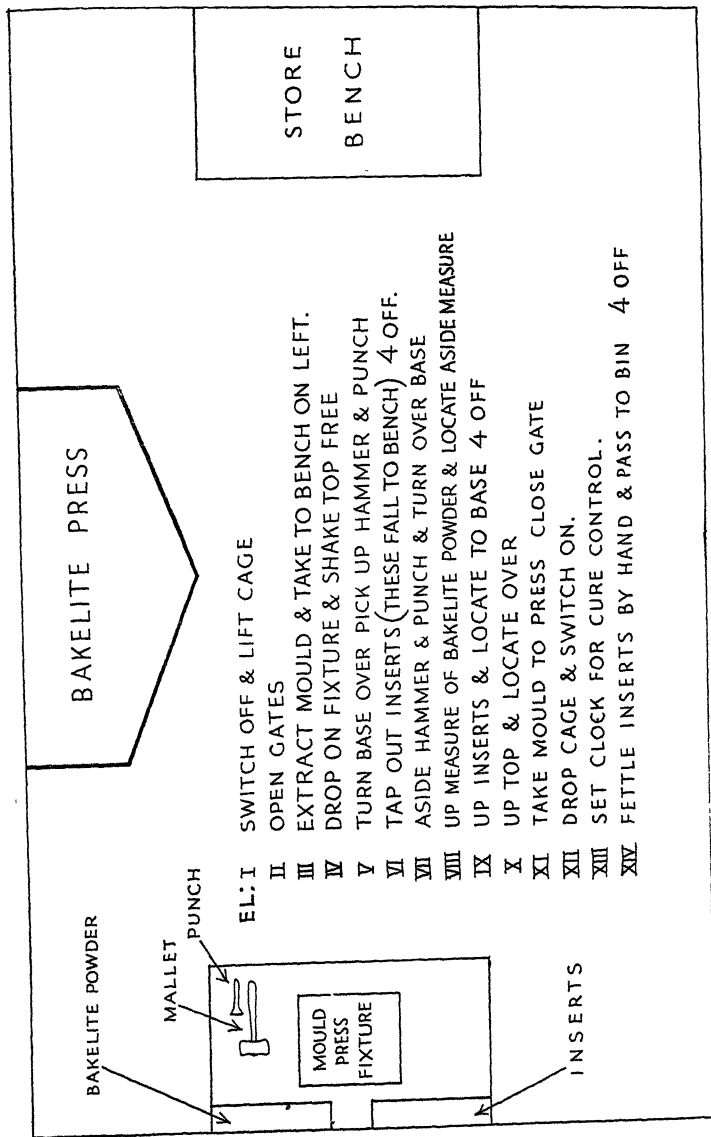 BAKELITE PRESS
STORE
BENCH
BAKELITE POWDER
MALLET
PUNCH
MOULD
PRESS
FIXTURE
INSERTS
EL: I SWITCH OFF & LIFT CAGE
II OPEN GATES
III EXTRACT MOULD & TAKE TO BENCH ON LEFT.
IV DROP ON FIXTURE & SHAKE TOP FREE
V TURN BASE OVER PICK UP HAMMER & PUNCH
VI TAP OUT INSERTS (THESE FALL TO BENCH) 4 OFF.
VII ASIDE HAMMER & PUNCH & TURN OVER BASE
VIII UP MEASURE OF BAKELITE POWDER & LOCATE ASIDE MEASURE
IX UP INSERTS & LOCATE TO BASE 4 OFF
X UP TOP & LOCATE OVER
XI TAKE MOULD TO PRESS CLOSE GATE
XII DROP CAGE & SWITCH ON.
XIII SET CLOCK FOR CURE CONTROL.
XIV FETTLE INSERTS BY HAND & PASS TO BIN 4 OFF